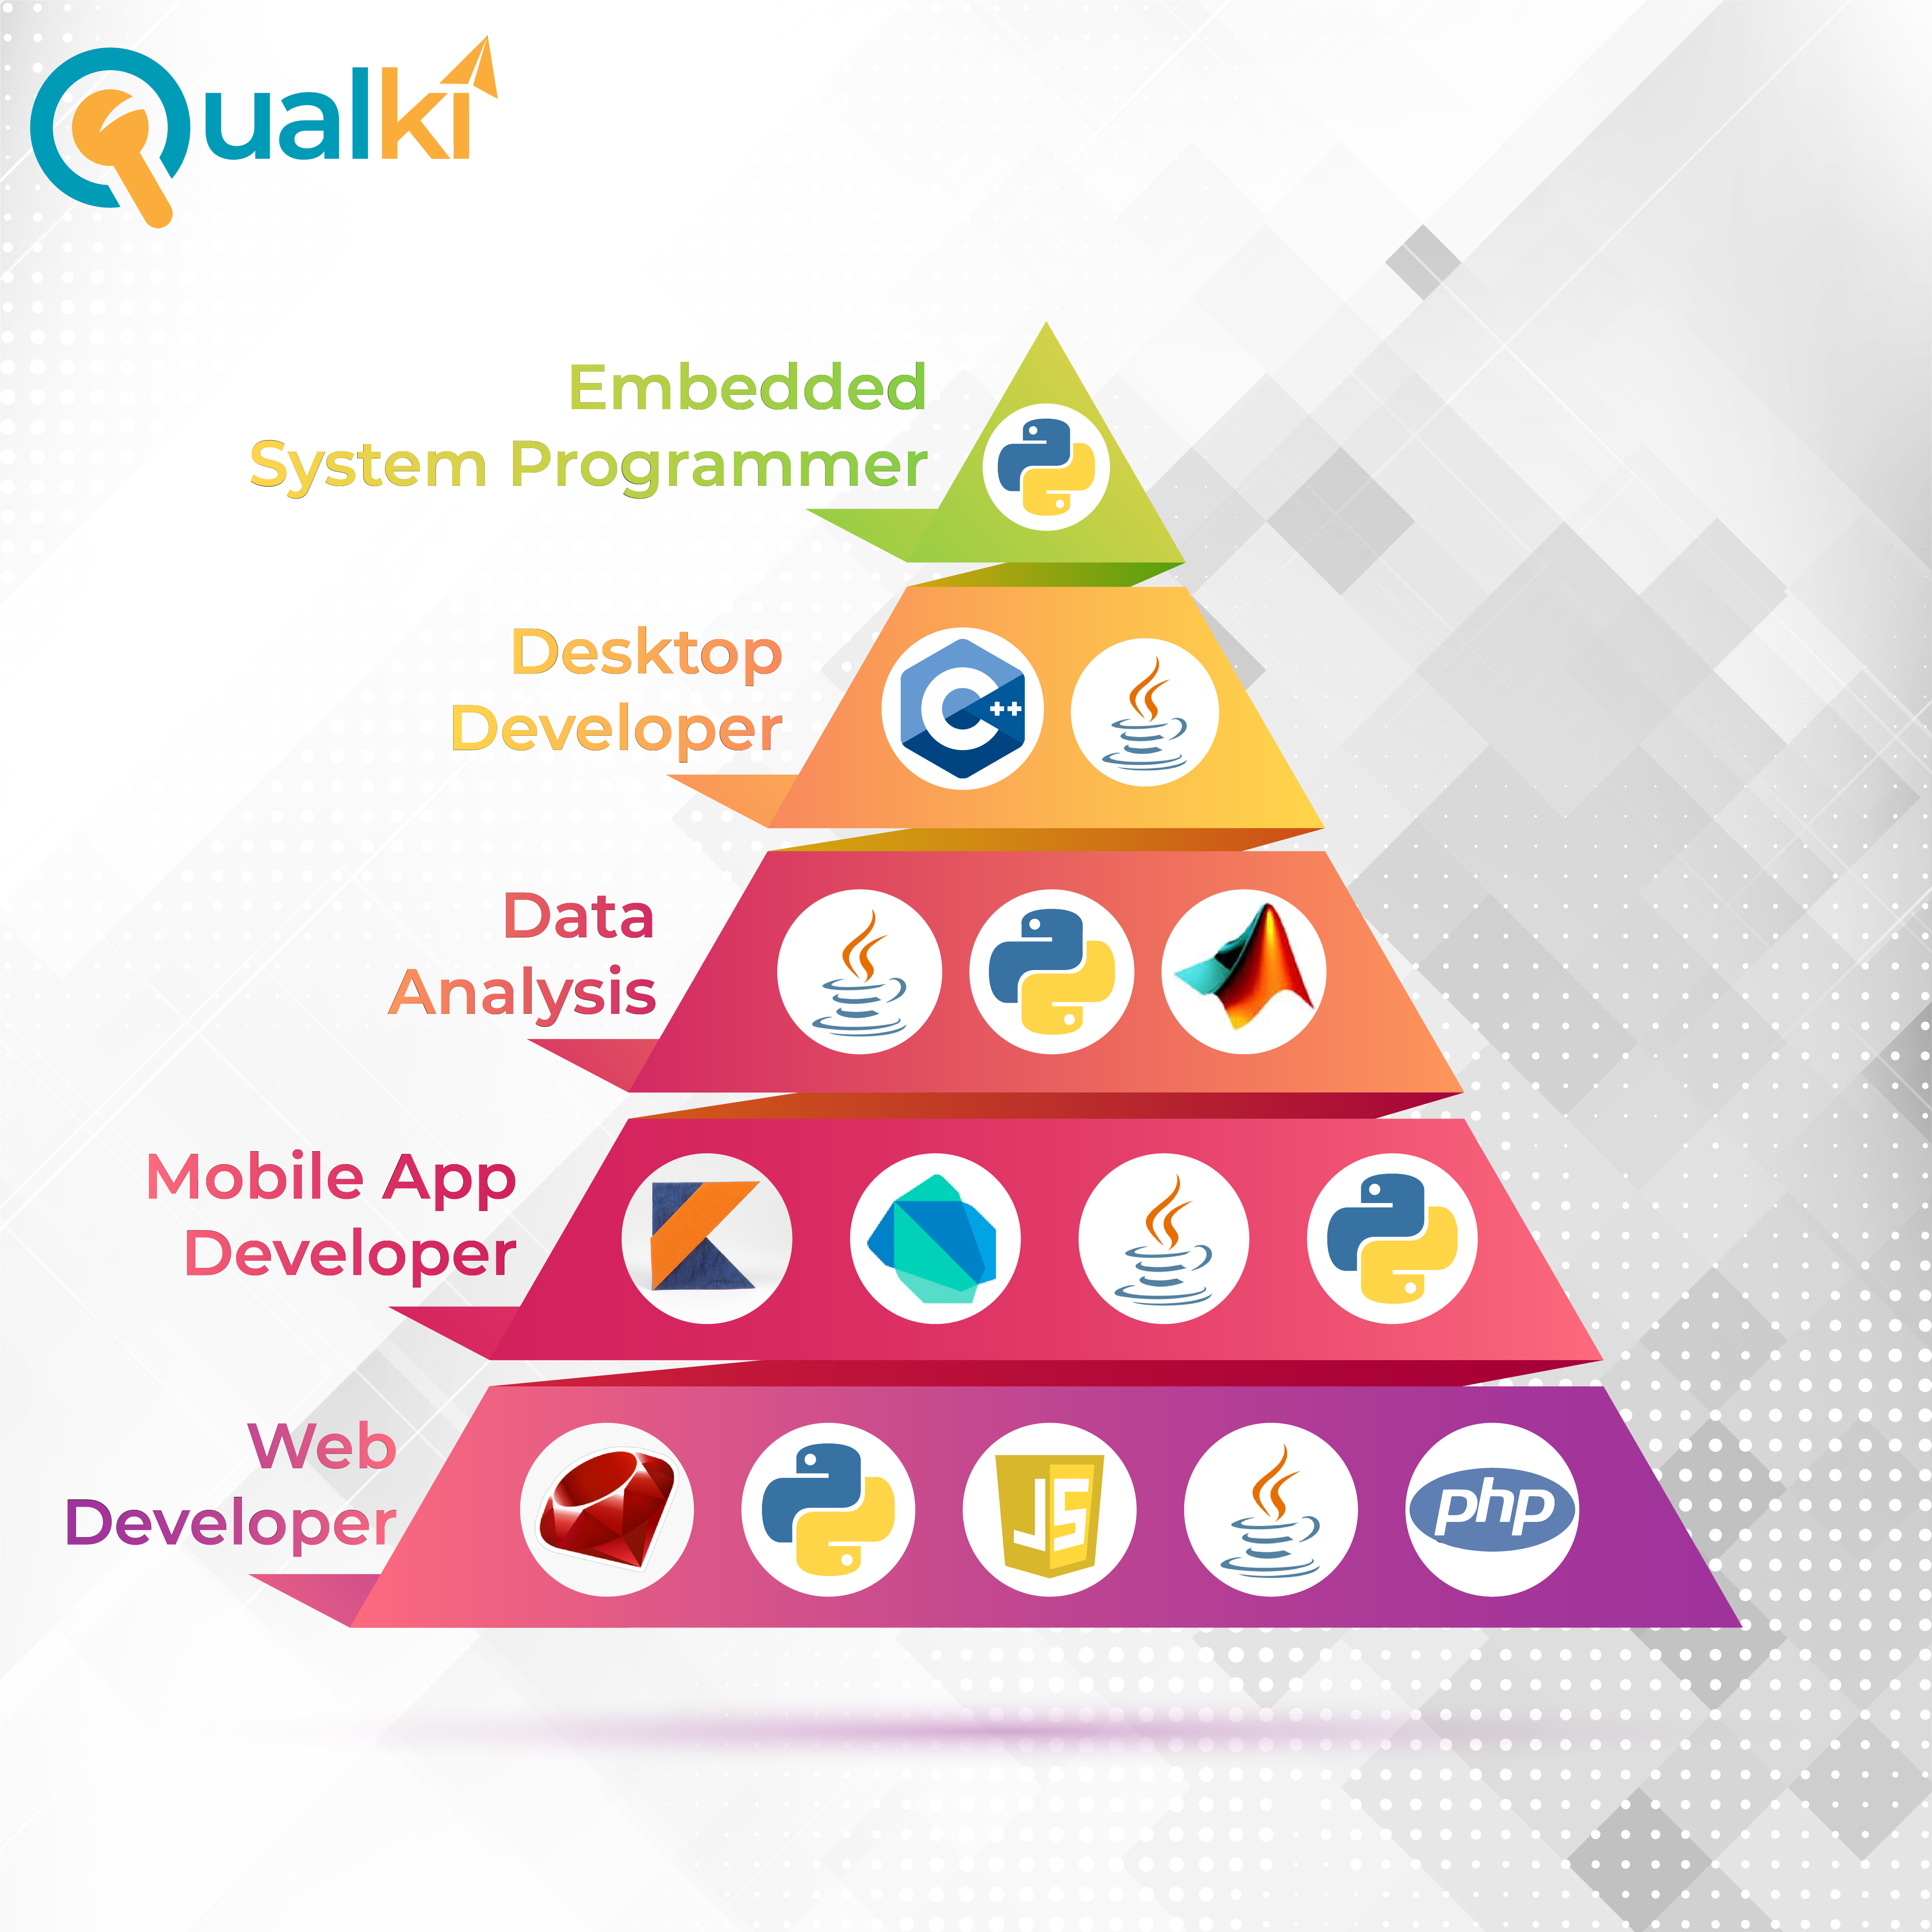 Qualki
Embedded
System Programmer
C ++
Desktop
Developer
Data
Analysis
Mobile App
Developer
Web
Developer
JS
php